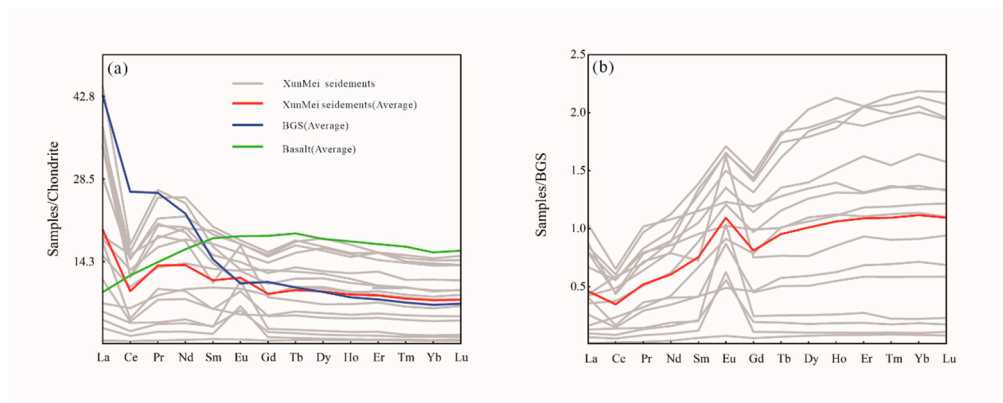 (a)
42.8
28.5
14.3
Samples/Chondrite
XunMei seidements
XunMei seidements(Average)
BGS(Average)
Basalt(Average)
La Ce Pr Nd Sm Eu Gd Tb Dy Ho Er Tm Yb Lu
(b)
2.5
2.0
1.5
1.0
0.5
Samples/BGS
La Ce Pr Nd Sm Eu Gd Tb Dy Ho Er Tm Yb Lu